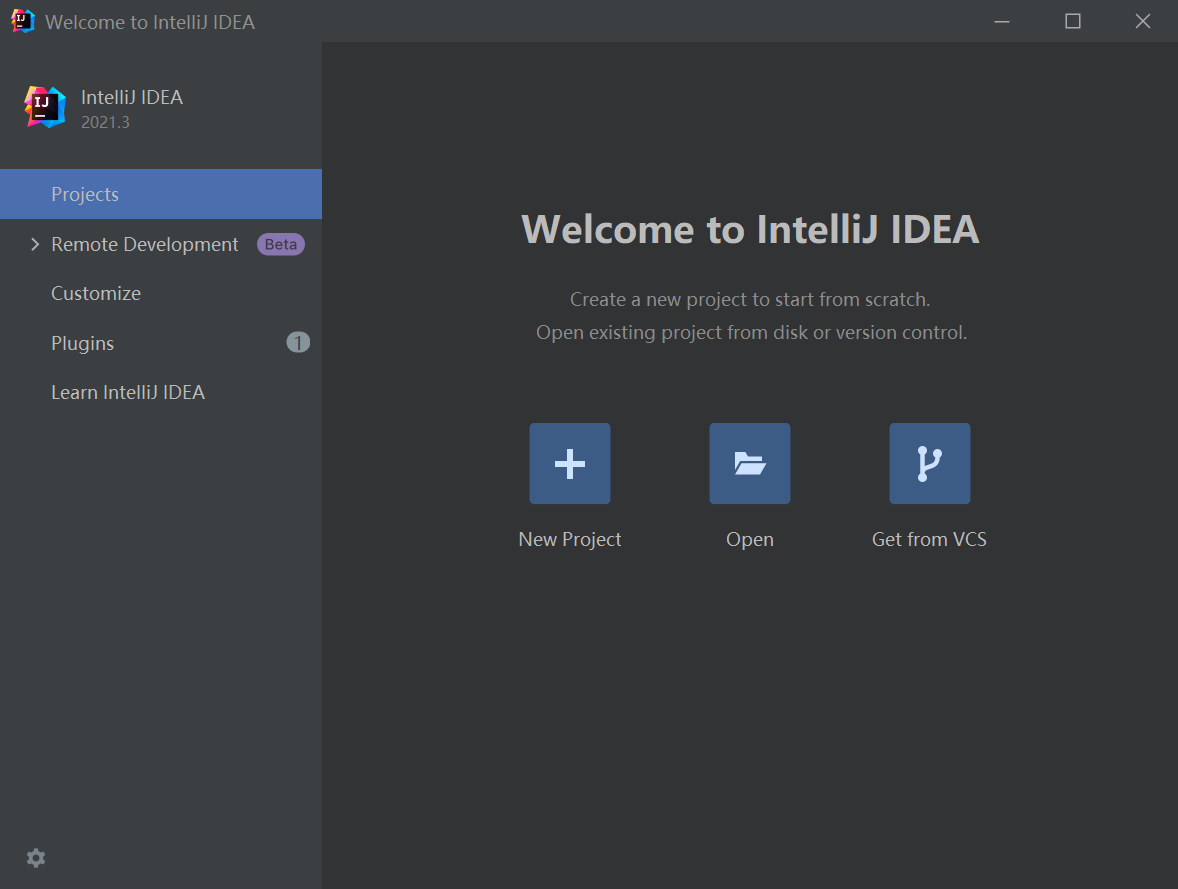 Welcome to IntelliJ IDEA
IJ
IntelliJ IDEA
2021.3
Projects
Remote Development Beta
Customize
Plugins 1
Learn IntelliJ IDEA
Welcome to IntelliJ IDEA
Create a new project to start from scratch.
Open existing project from disk or version control.
New Project Open Get from VCS